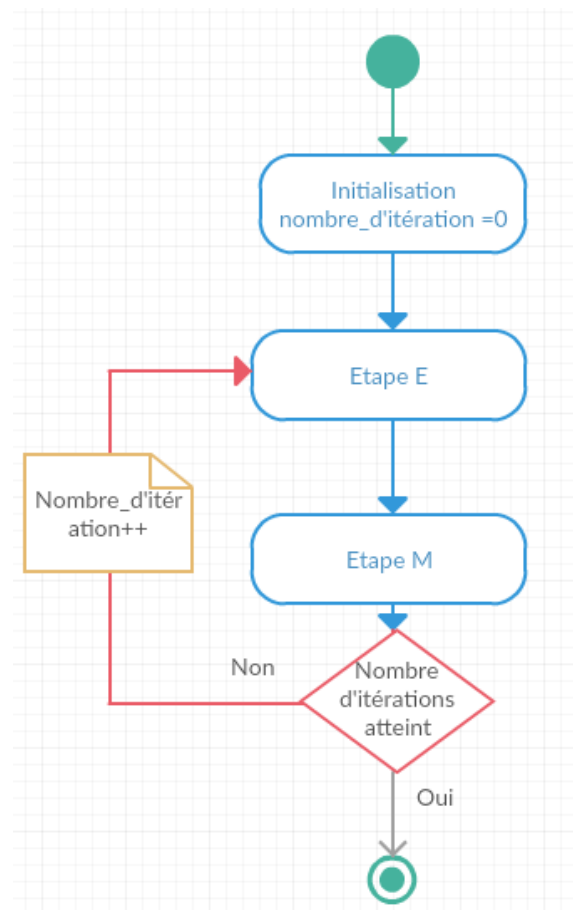 Initialisation
nombre_d'itération =0
Etape E
Nombre_d'itér
ation++
Etape M
Non
Nombre
d'itérations
atteint
Oui